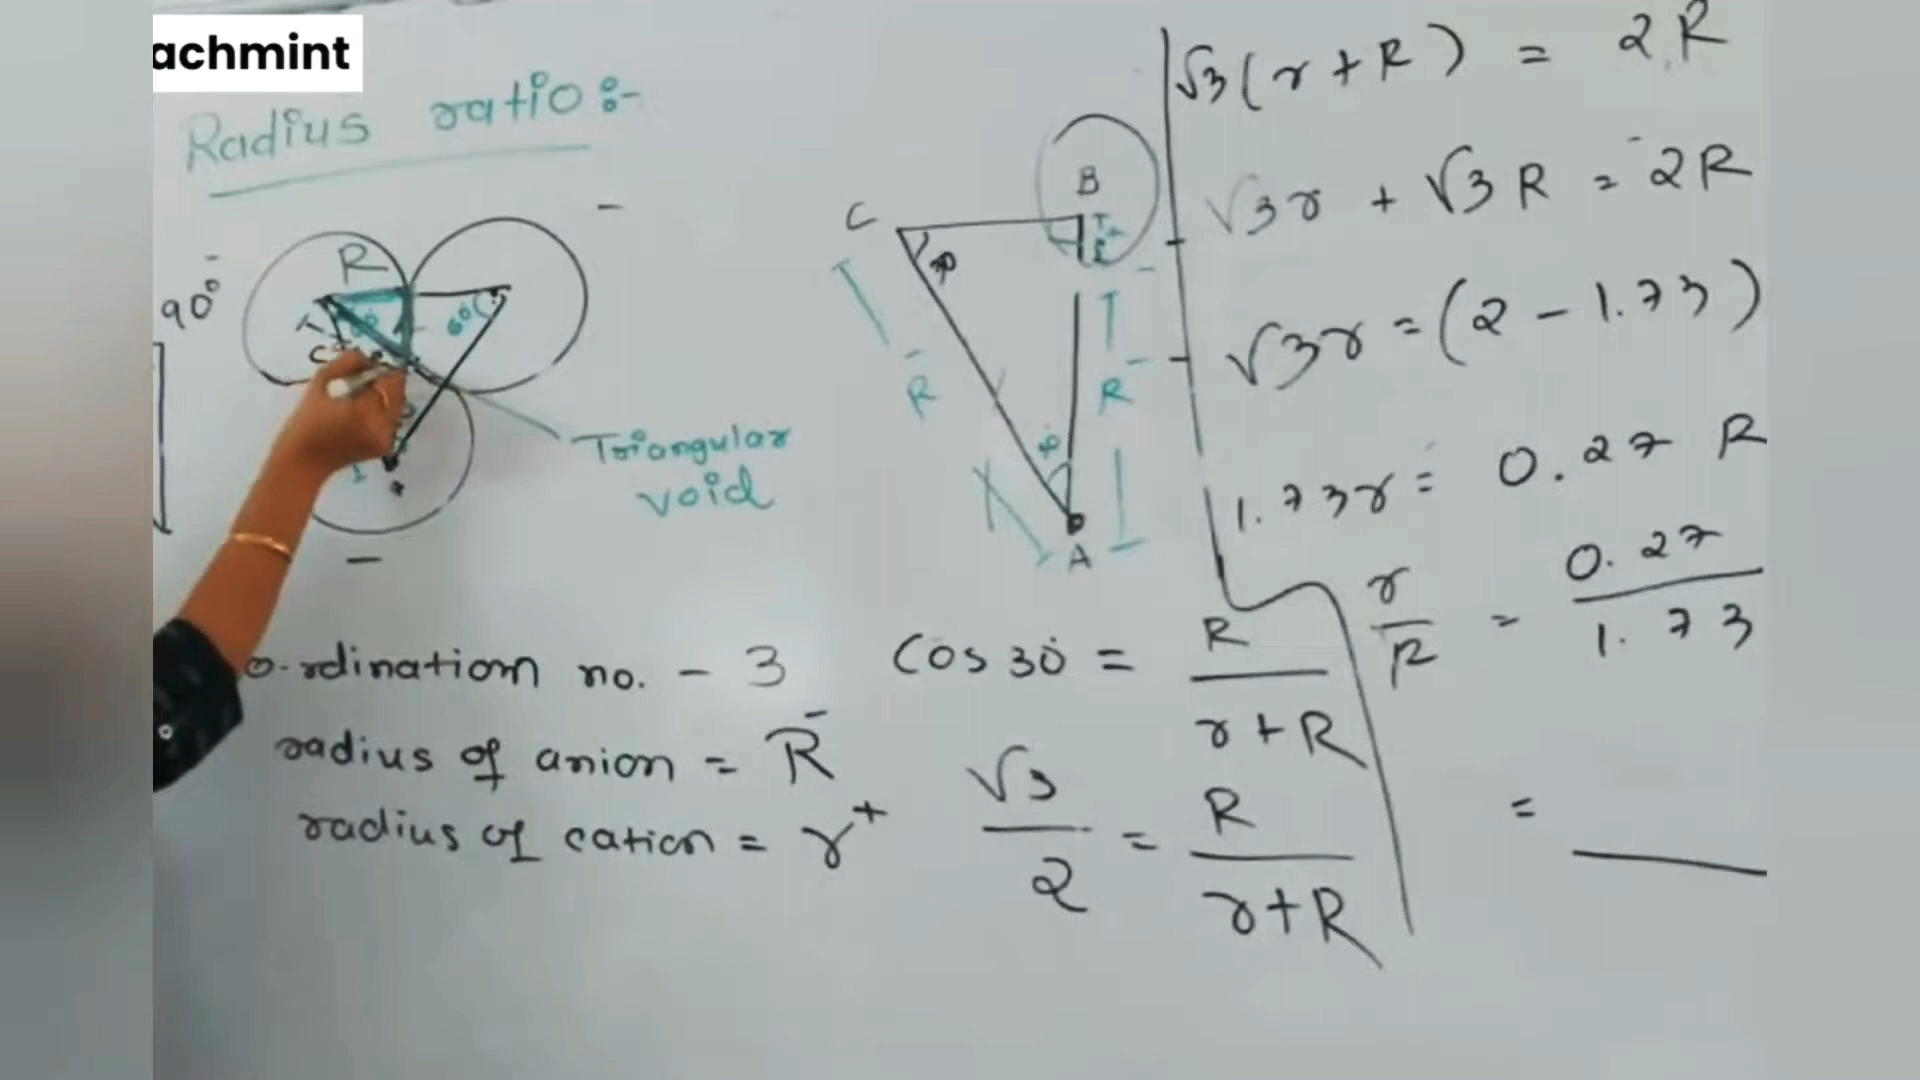 achmint
Radius ratio :-
90°
R
60°
C
Triangular
void
C
B
R
R
A
o-rdination no. - 3
radius of anion = R⁻
radius of cation = r⁺
Cos 30 = R / r + R
√3 / 2 = R / r + R
√3 (r + R) = 2R
√3r + √3 R = 2R
√3r = (2 - 1.73)
1.73r = 0.27 R
r / R = 0.27 / 1.73
=